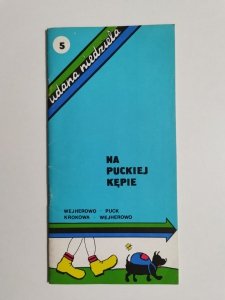 5
udana niedziela
NA
PUCKIEJ
KĘPIE
WEJHEROWO · PUCK
KROKOWA · WEJHEROWO